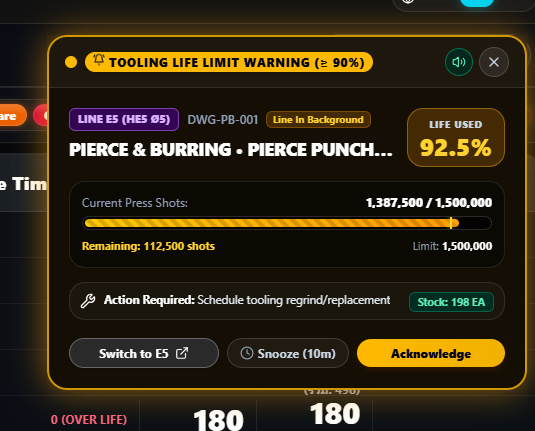 TOOLING LIFE LIMIT WARNING (≥ 90%)
LINE E5 (HE5 Ø5) DWG-PB-001 Line In Background
LIFE USED
PIERCE & BURRING • PIERCE PUNCH...
92.5%
Current Press Shots: 1,387,500 / 1,500,000
Remaining: 112,500 shots Limit: 1,500,000
Action Required: Schedule tooling regrind/replacement Stock: 198 EA
Switch to E5 Snooze (10m) Acknowledge
e Tim
0 (OVER LIFE) 180 180